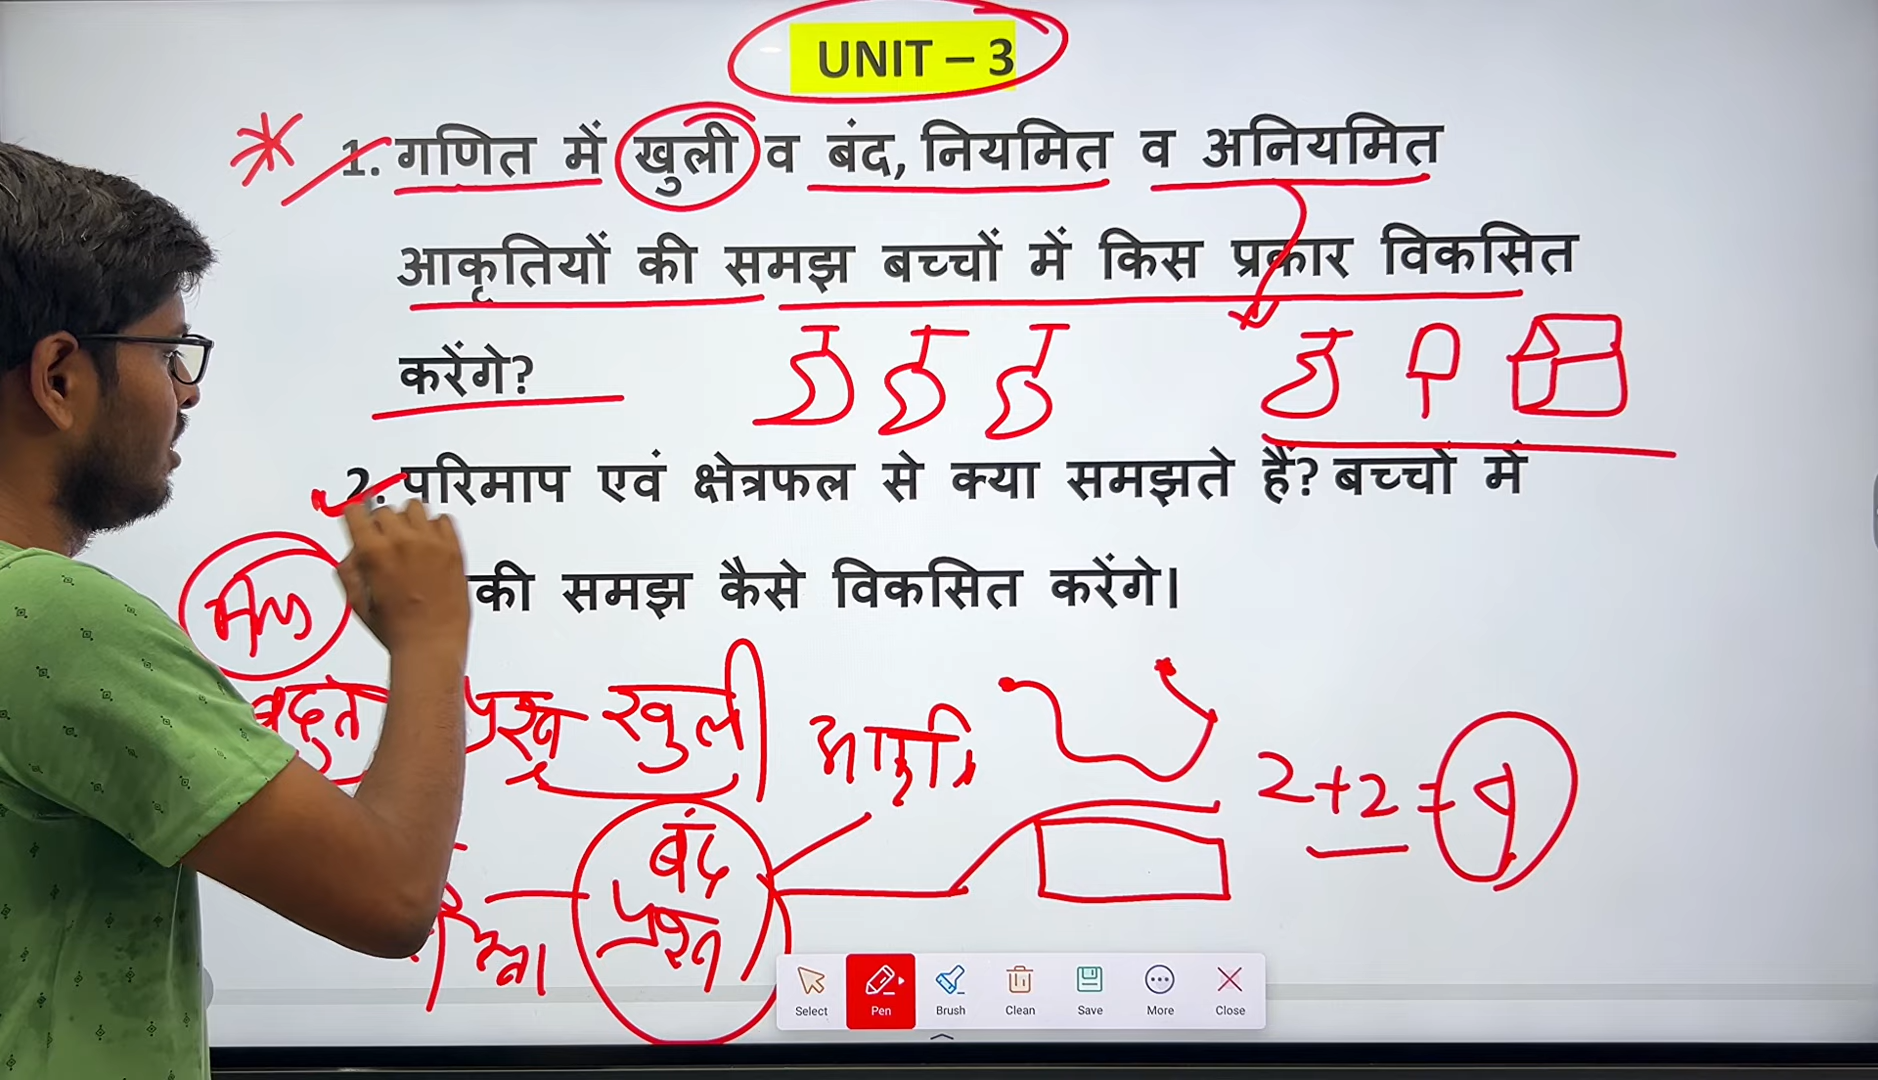 UNIT – 3
1. गणित में खुली व बंद, नियमित व अनियमित
आकृतियों की समझ बच्चों में किस प्रकार विकसित
करेंगे?
2. परिमाप एवं क्षेत्रफल से क्या समझते हैं? बच्चों में
की समझ कैसे विकसित करेंगे।
प्रश्न खुली
2+2=
बंद
प्रश्न
Select Pen Brush Clean Save More Close